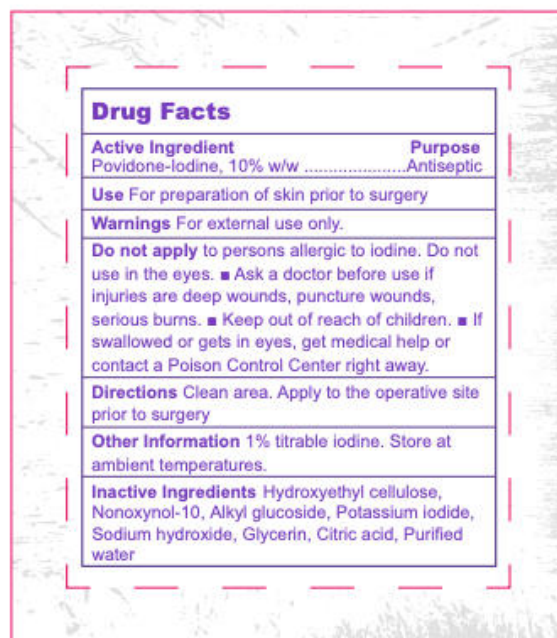 Drug Facts
Active Ingredient Purpose
Povidone-Iodine, 10% w/w .....................Antiseptic
Use For preparation of skin prior to surgery
Warnings For external use only.
Do not apply to persons allergic to iodine. Do not
use in the eyes. ■ Ask a doctor before use if
injuries are deep wounds, puncture wounds,
serious burns. ■ Keep out of reach of children. ■ If
swallowed or gets in eyes, get medical help or
contact a Poison Control Center right away.
Directions Clean area. Apply to the operative site
prior to surgery
Other Information 1% titrable iodine. Store at
ambient temperatures.
Inactive Ingredients Hydroxyethyl cellulose,
Nonoxynol-10, Alkyl glucoside, Potassium iodide,
Sodium hydroxide, Glycerin, Citric acid, Purified
water